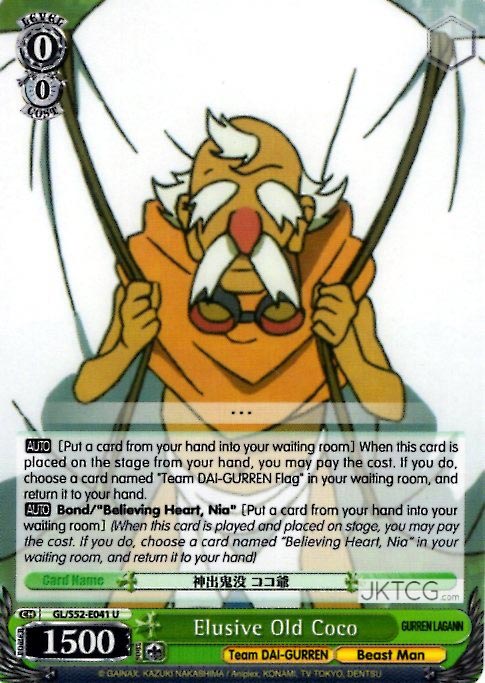 LEVEL
0
0
COST
...
AUTO [Put a card from your hand into your waiting room] When this card is
placed on the stage from your hand, you may pay the cost. If you do,
choose a card named "Team DAI-GURREN Flag" in your waiting room, and
return it to your hand.
AUTO Bond/"Believing Heart, Nia" [Put a card from your hand into your
waiting room] (When this card is played and placed on stage, you may pay
the cost. If you do, choose a card named "Believing Heart, Nia" in your
waiting room, and return it to your hand)
Card Name 神出鬼没 ココ爺
JKTCG.com
CH GL/S52-E041 U
POWER 1500 SOUL Elusive Old Coco GURREN LAGANN
Team DAI-GURREN Beast Man
© GAINAX, KAZUKI NAKASHIMA / Aniplex, KONAMI, TV TOKYO, DENTSU